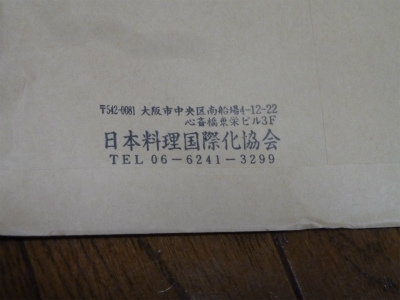 〒542-0081 大阪市中央区南船場4-12-22
心斎橋東栄ビル3F
日本料理国際化協会
TEL 06-6241-3299